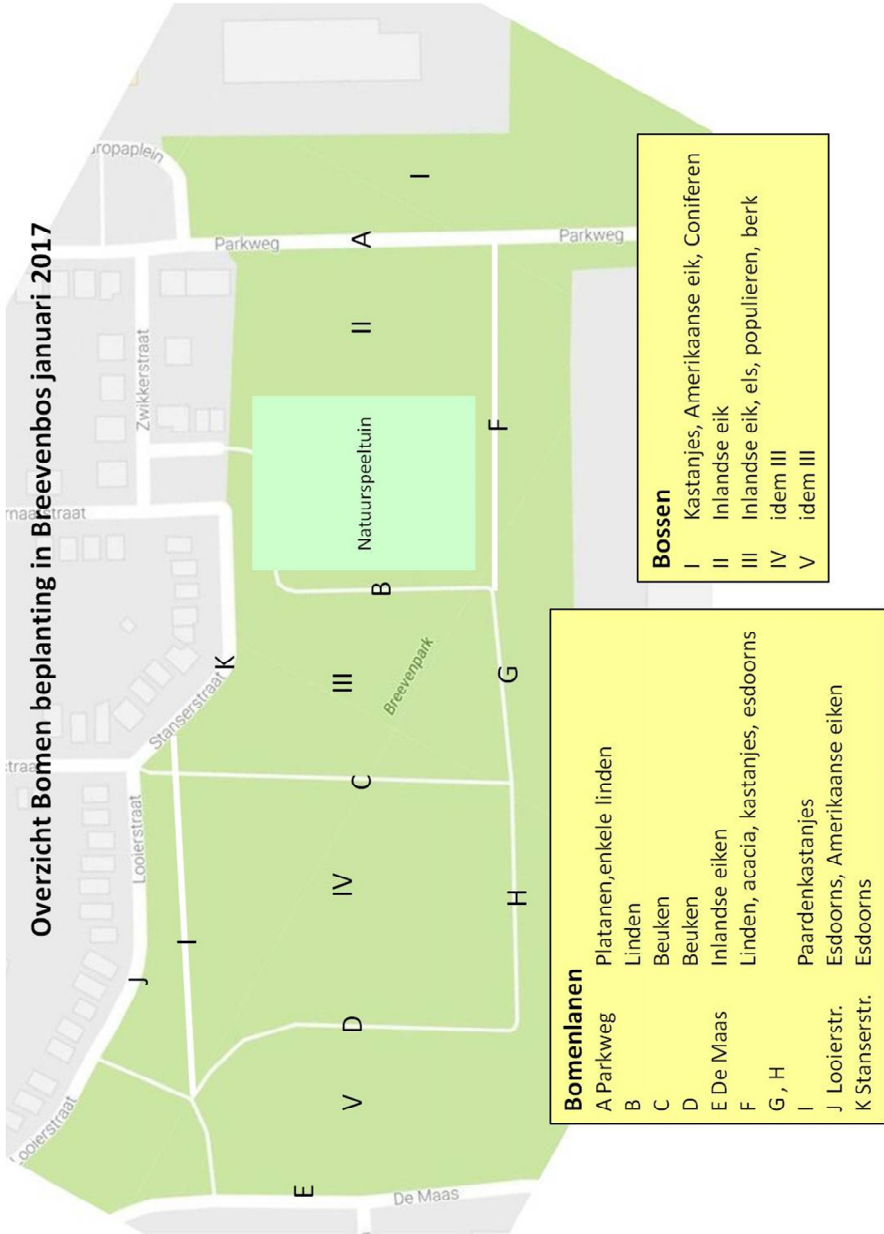 Overzicht Bomen beplanting in Breevenbos januari 2017
ropaplein
Parkweg
Parkweg
Zwikkerstraat
rnaarstraat
Stanserstraat
traat
Looierstraat
Looierstraat
De Maas
Natuurspeeltuin
Breevenpark
I
A
II
F
B
K
III
G
C
IV
H
I
J
D
V
E
Bomenlanen
A Parkweg Platanen,enkele linden
B Linden
C Beuken
D Beuken
E De Maas Inlandse eiken
F Linden, acacia, kastanjes, esdoorns
G , H
I Paardenkastanjes
J Looierstr. Esdoorns, Amerikaanse eiken
K Stanserstr. Esdoorns
Bossen
I Kastanjes, Amerikaanse eik, Coniferen
II Inlandse eik
III Inlandse eik, els, populieren, berk
IV idem III
V idem III